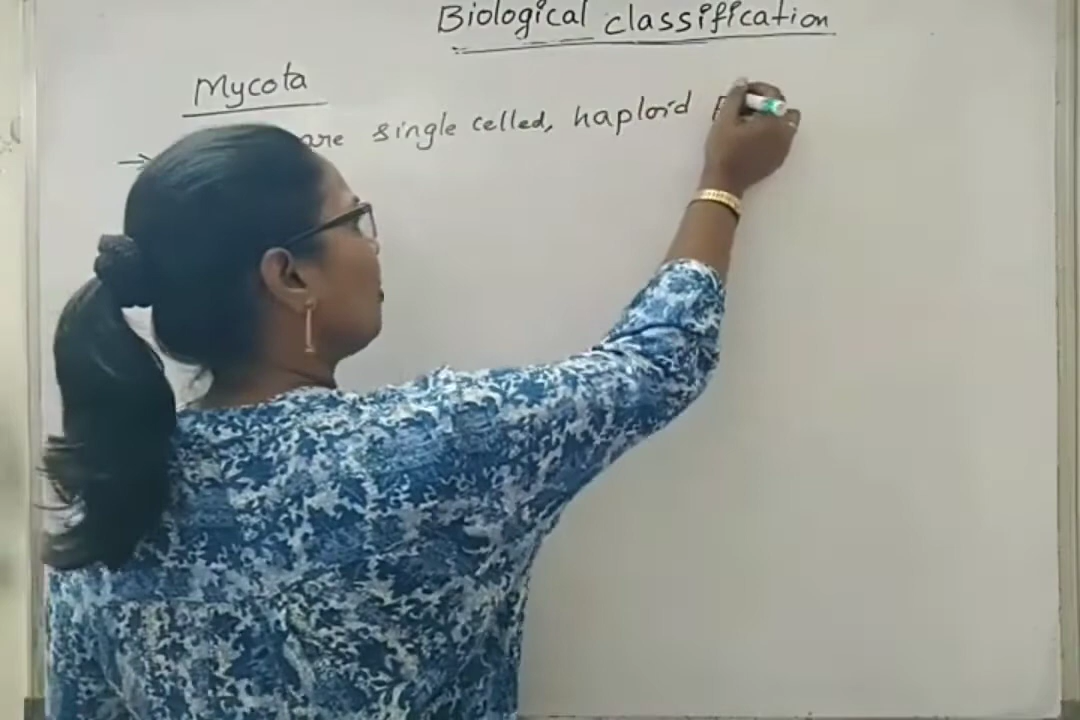 Biological classification
Mycota
→ are single celled, haploid